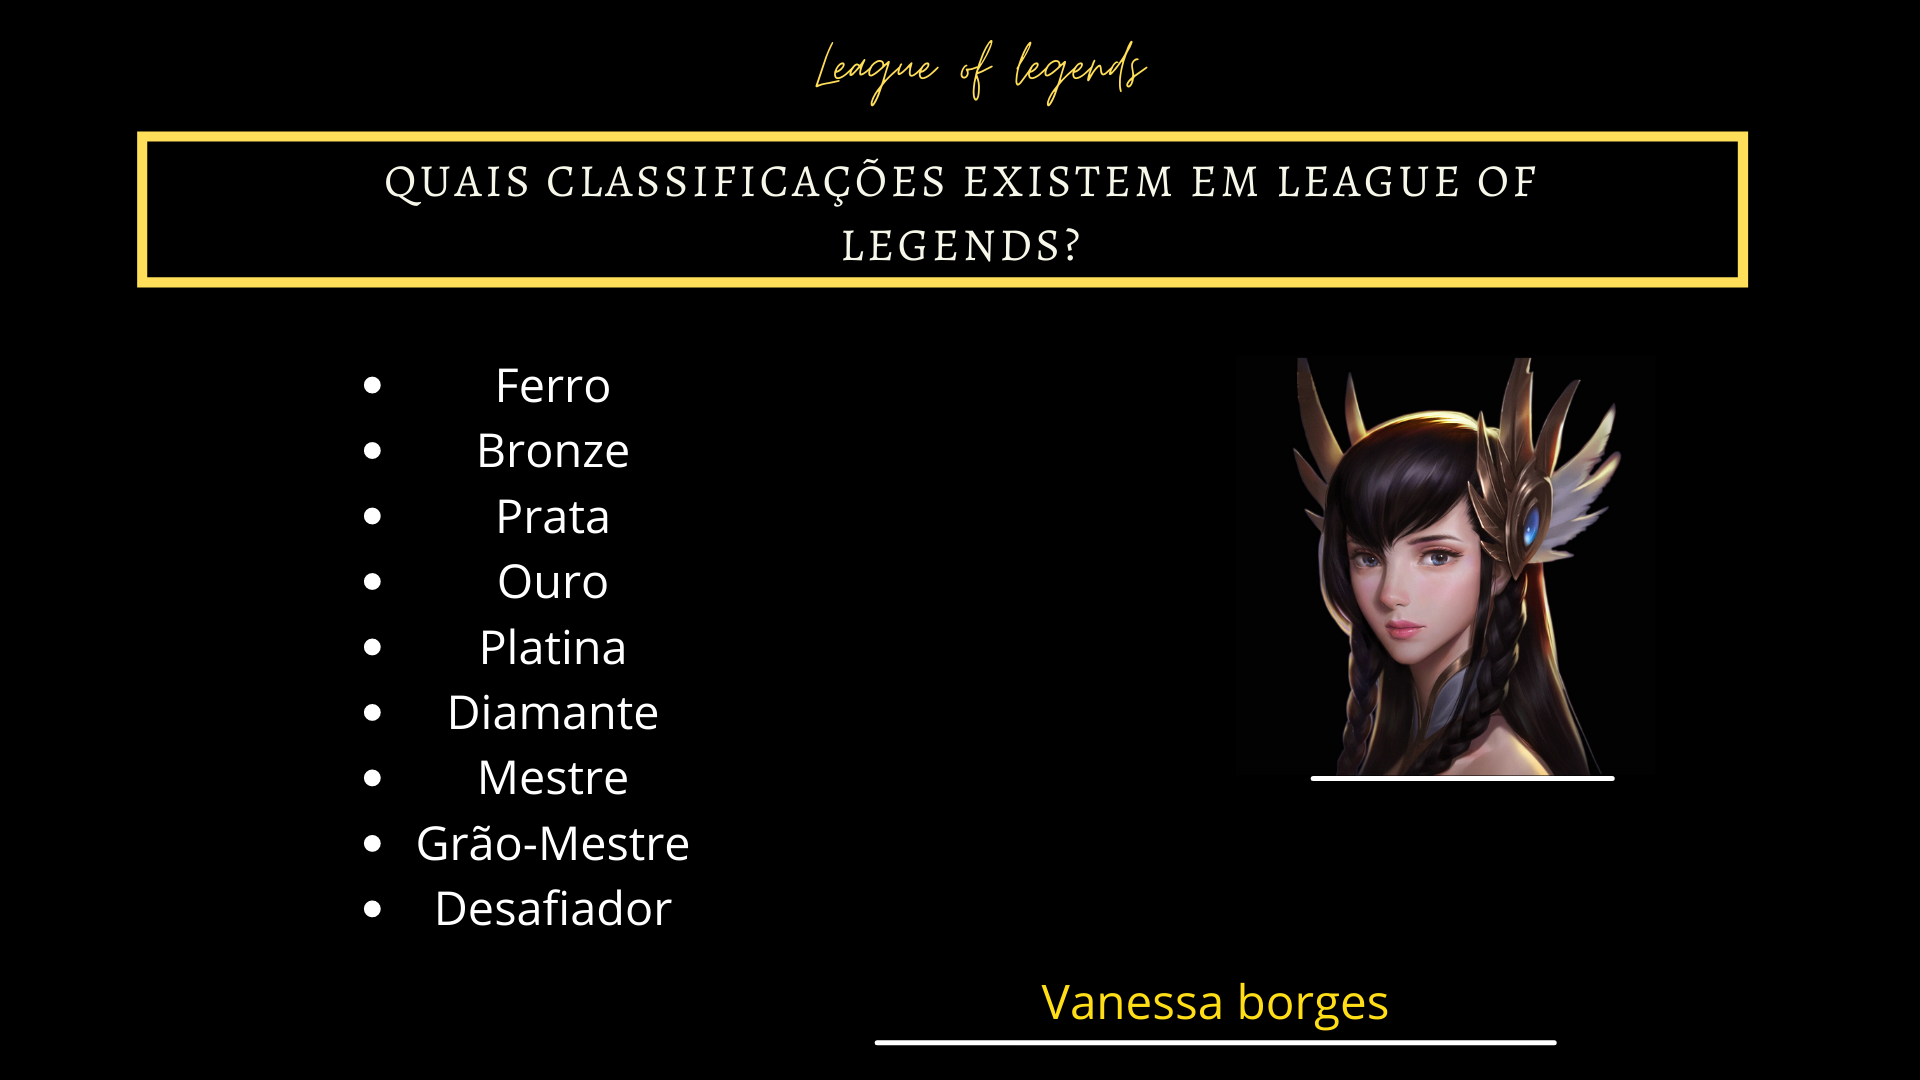 League of legends
QUAIS CLASSIFICAÇÕES EXISTEM EM LEAGUE OF
LEGENDS?
Ferro
Bronze
Prata
Ouro
Platina
Diamante
Mestre
Grão-Mestre
Desafiador
Vanessa borges